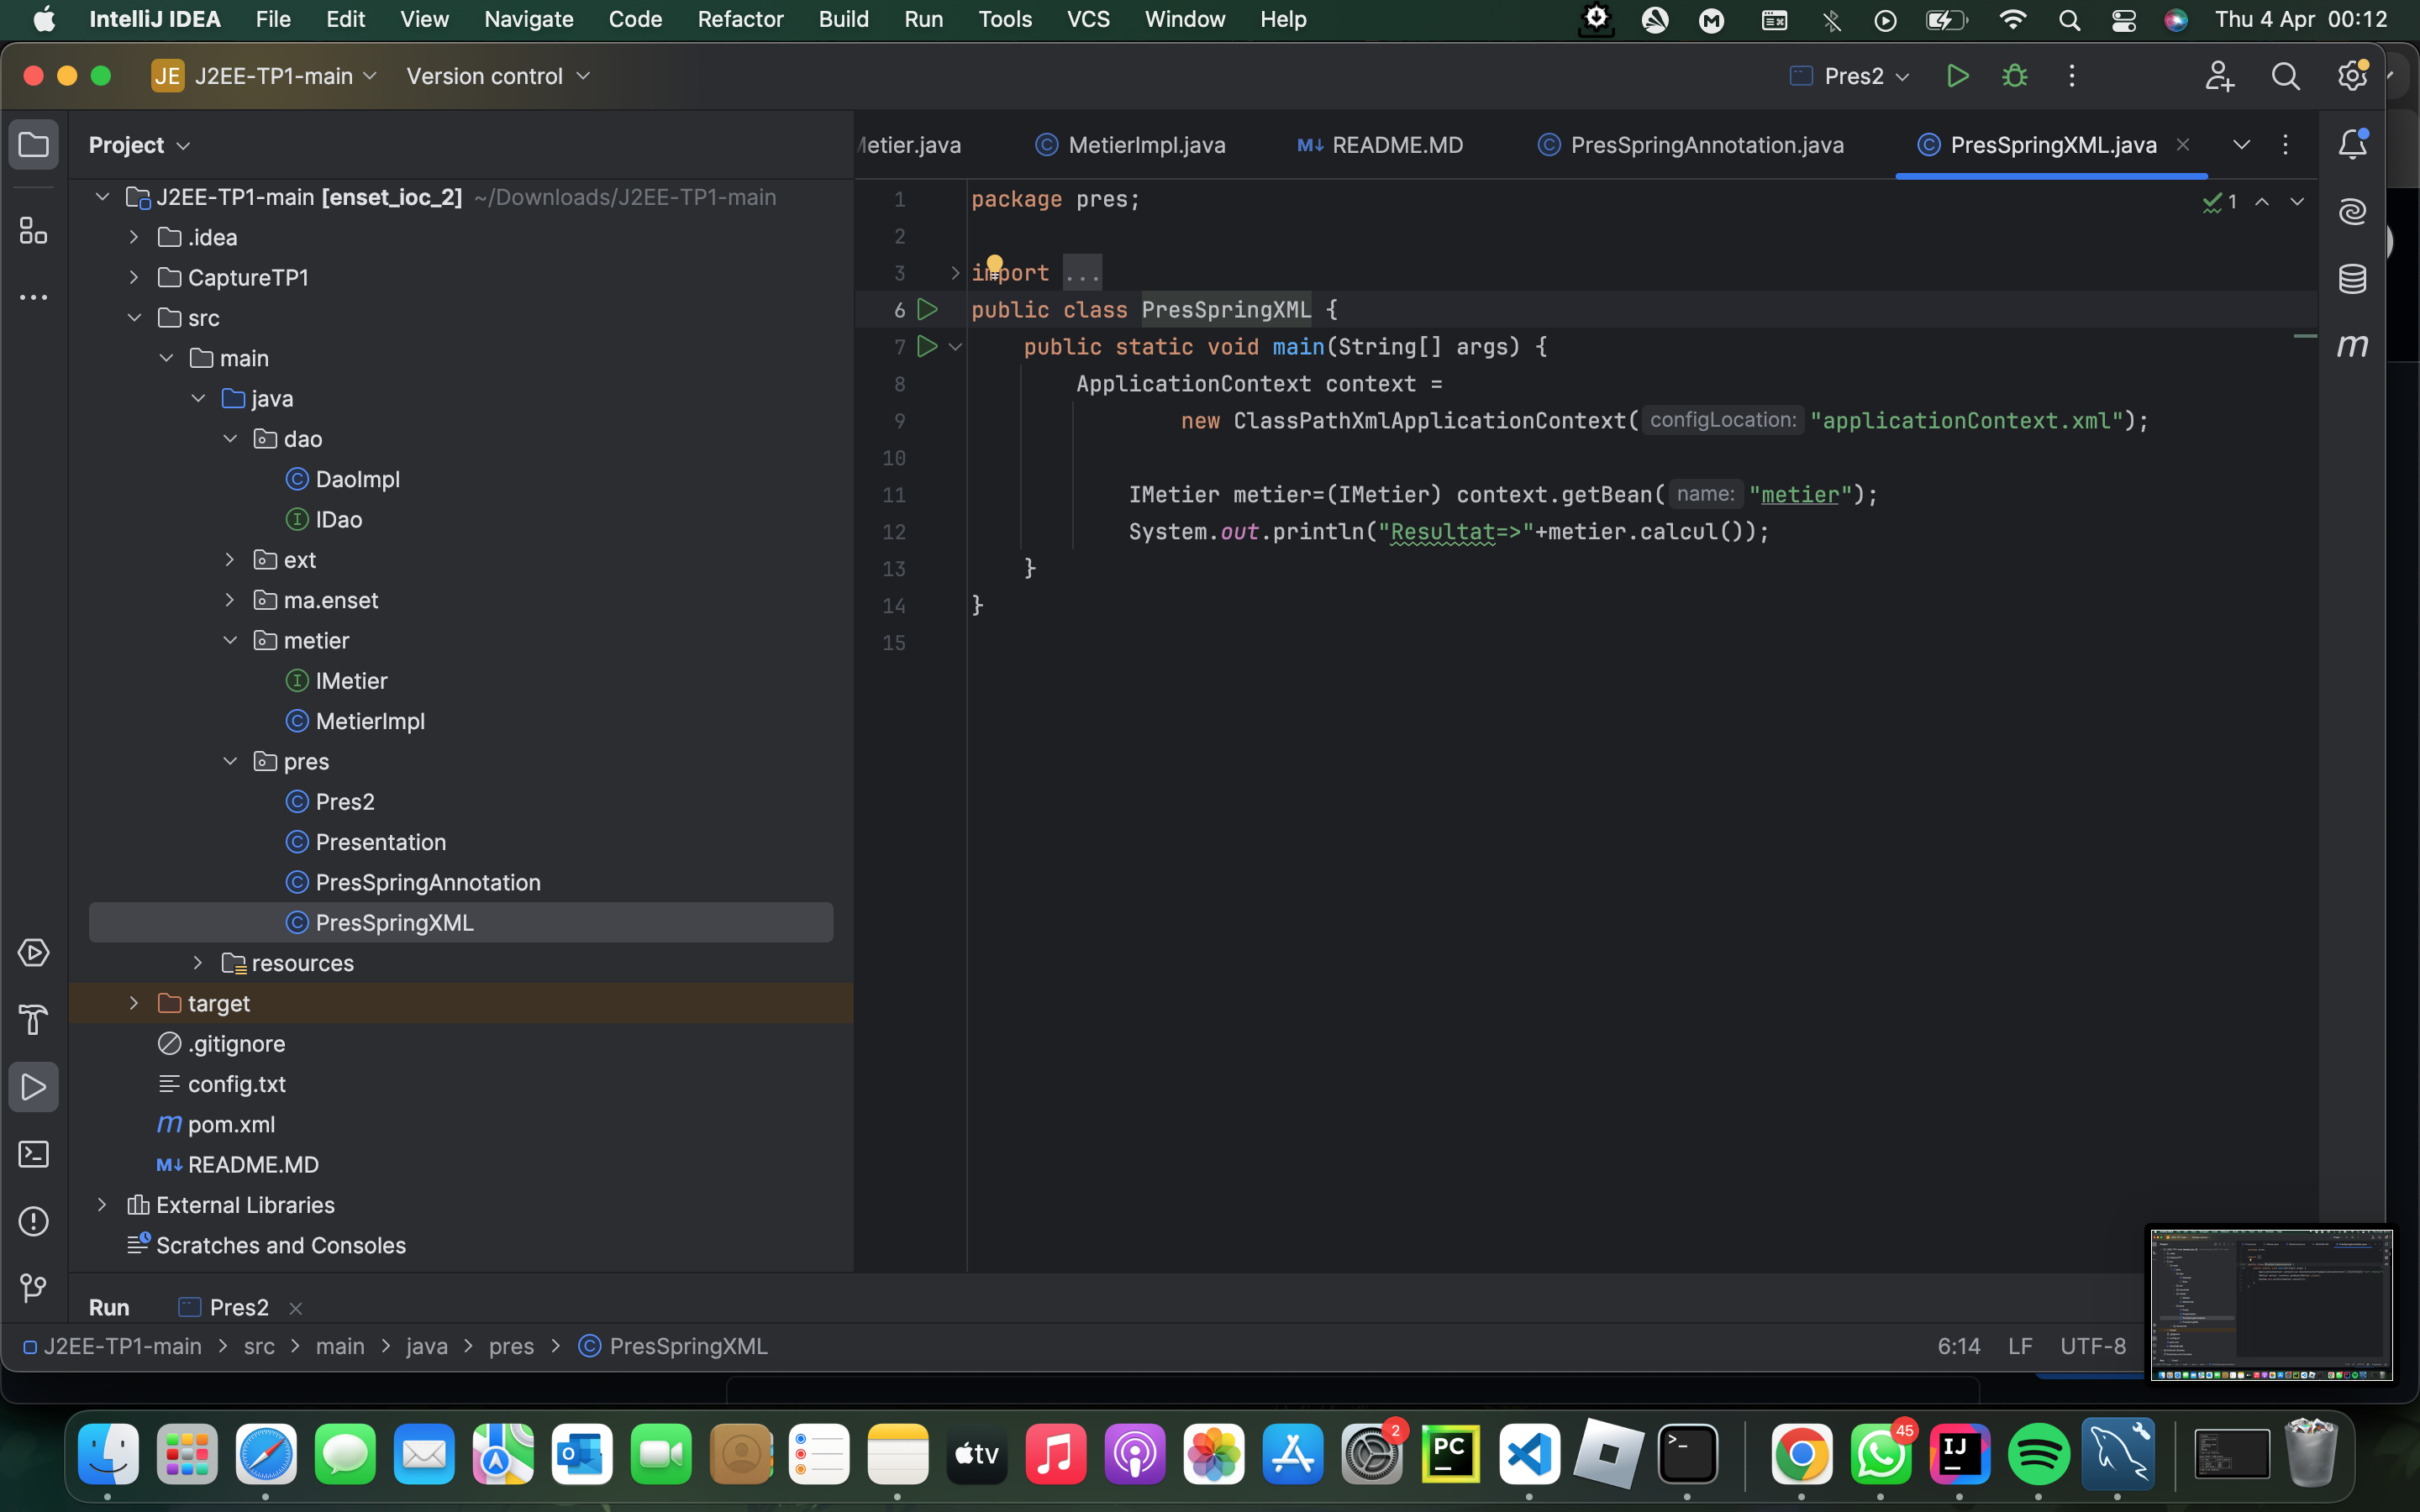 IntelliJ IDEA File Edit View Navigate Code Refactor Build Run Tools VCS Window Help Thu 4 Apr 00:12
JE J2EE-TP1-main Version control Pres2
Project
Metier.java MetierImpl.java M↓ README.MD PresSpringAnnotation.java PresSpringXML.java
J2EE-TP1-main [enset_ioc_2] ~/Downloads/J2EE-TP1-main
.idea
CaptureTP1
src
main
java
dao
DaoImpl
IDao
ext
ma.enset
metier
IMetier
MetierImpl
pres
Pres2
Presentation
PresSpringAnnotation
PresSpringXML
resources
target
.gitignore
config.txt
m pom.xml
M↓ README.MD
External Libraries
Scratches and Consoles
1 package pres;
2
3 import ...
6 public class PresSpringXML {
7 public static void main(String[] args) {
8 ApplicationContext context =
9 new ClassPathXmlApplicationContext( configLocation: "applicationContext.xml");
10
11 IMetier metier=(IMetier) context.getBean( name: "metier");
12 System.out.println("Resultat=>"+metier.calcul());
13 }
14 }
15
1
m
Run Pres2
J2EE-TP1-main > src > main > java > pres > PresSpringXML 6:14 LF UTF-8
tv 2 PC 45 IJ